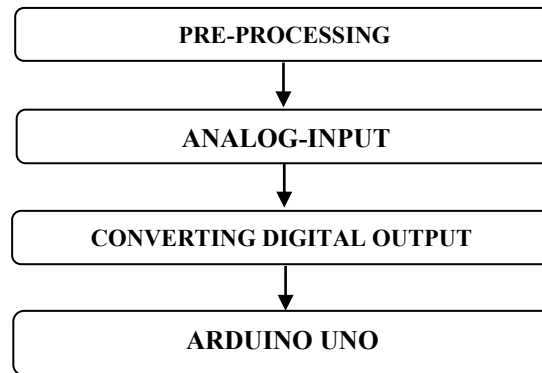 PRE-PROCESSING
ANALOG-INPUT
CONVERTING DIGITAL OUTPUT
ARDUINO UNO